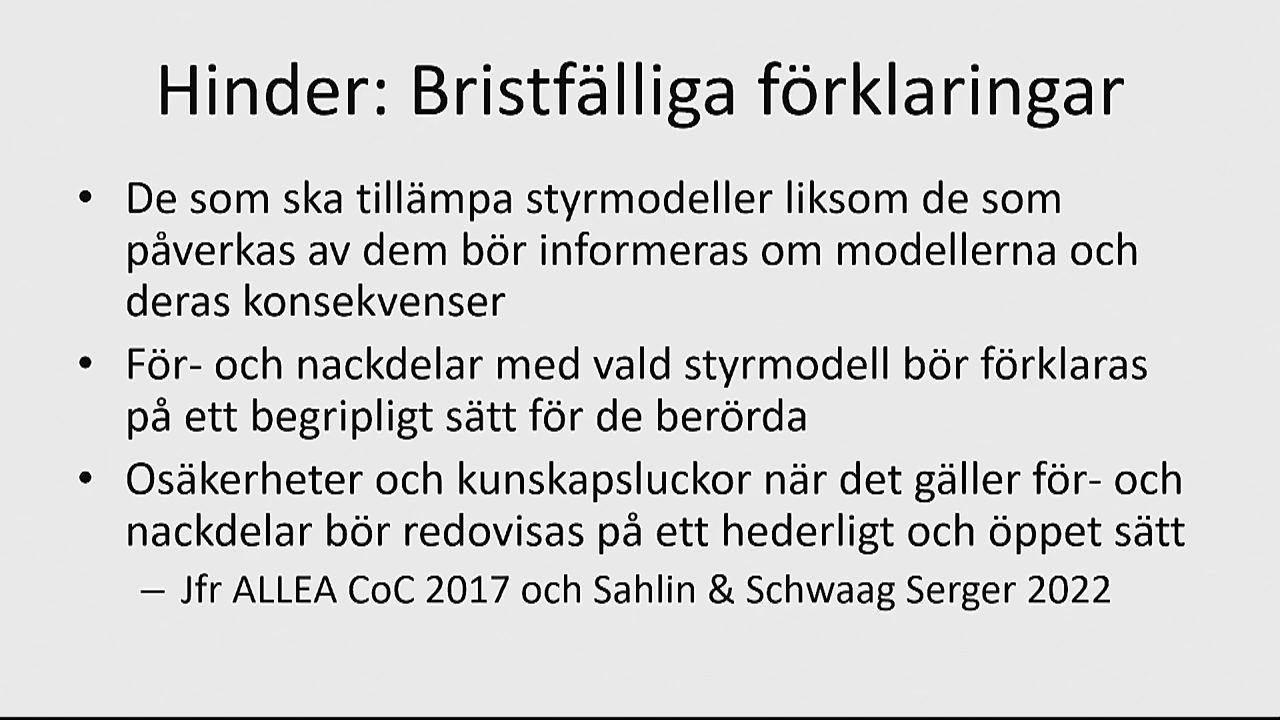 Hinder: Bristfälliga förklaringar
• De som ska tillämpa styrmodeller liksom de som
påverkas av dem bör informeras om modellerna och
deras konsekvenser
• För- och nackdelar med vald styrmodell bör förklaras
på ett begripligt sätt för de berörda
• Osäkerheter och kunskapsluckor när det gäller för- och
nackdelar bör redovisas på ett hederligt och öppet sätt
– Jfr ALLEA CoC 2017 och Sahlin & Schwaag Serger 2022